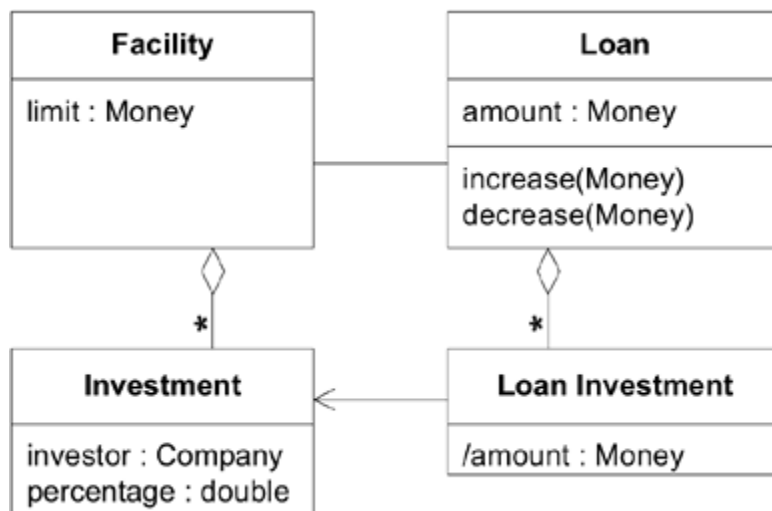 Facility
limit : Money
Loan
amount : Money
increase(Money)
decrease(Money)
*
*
Investment
investor : Company
percentage : double
Loan Investment
/amount : Money